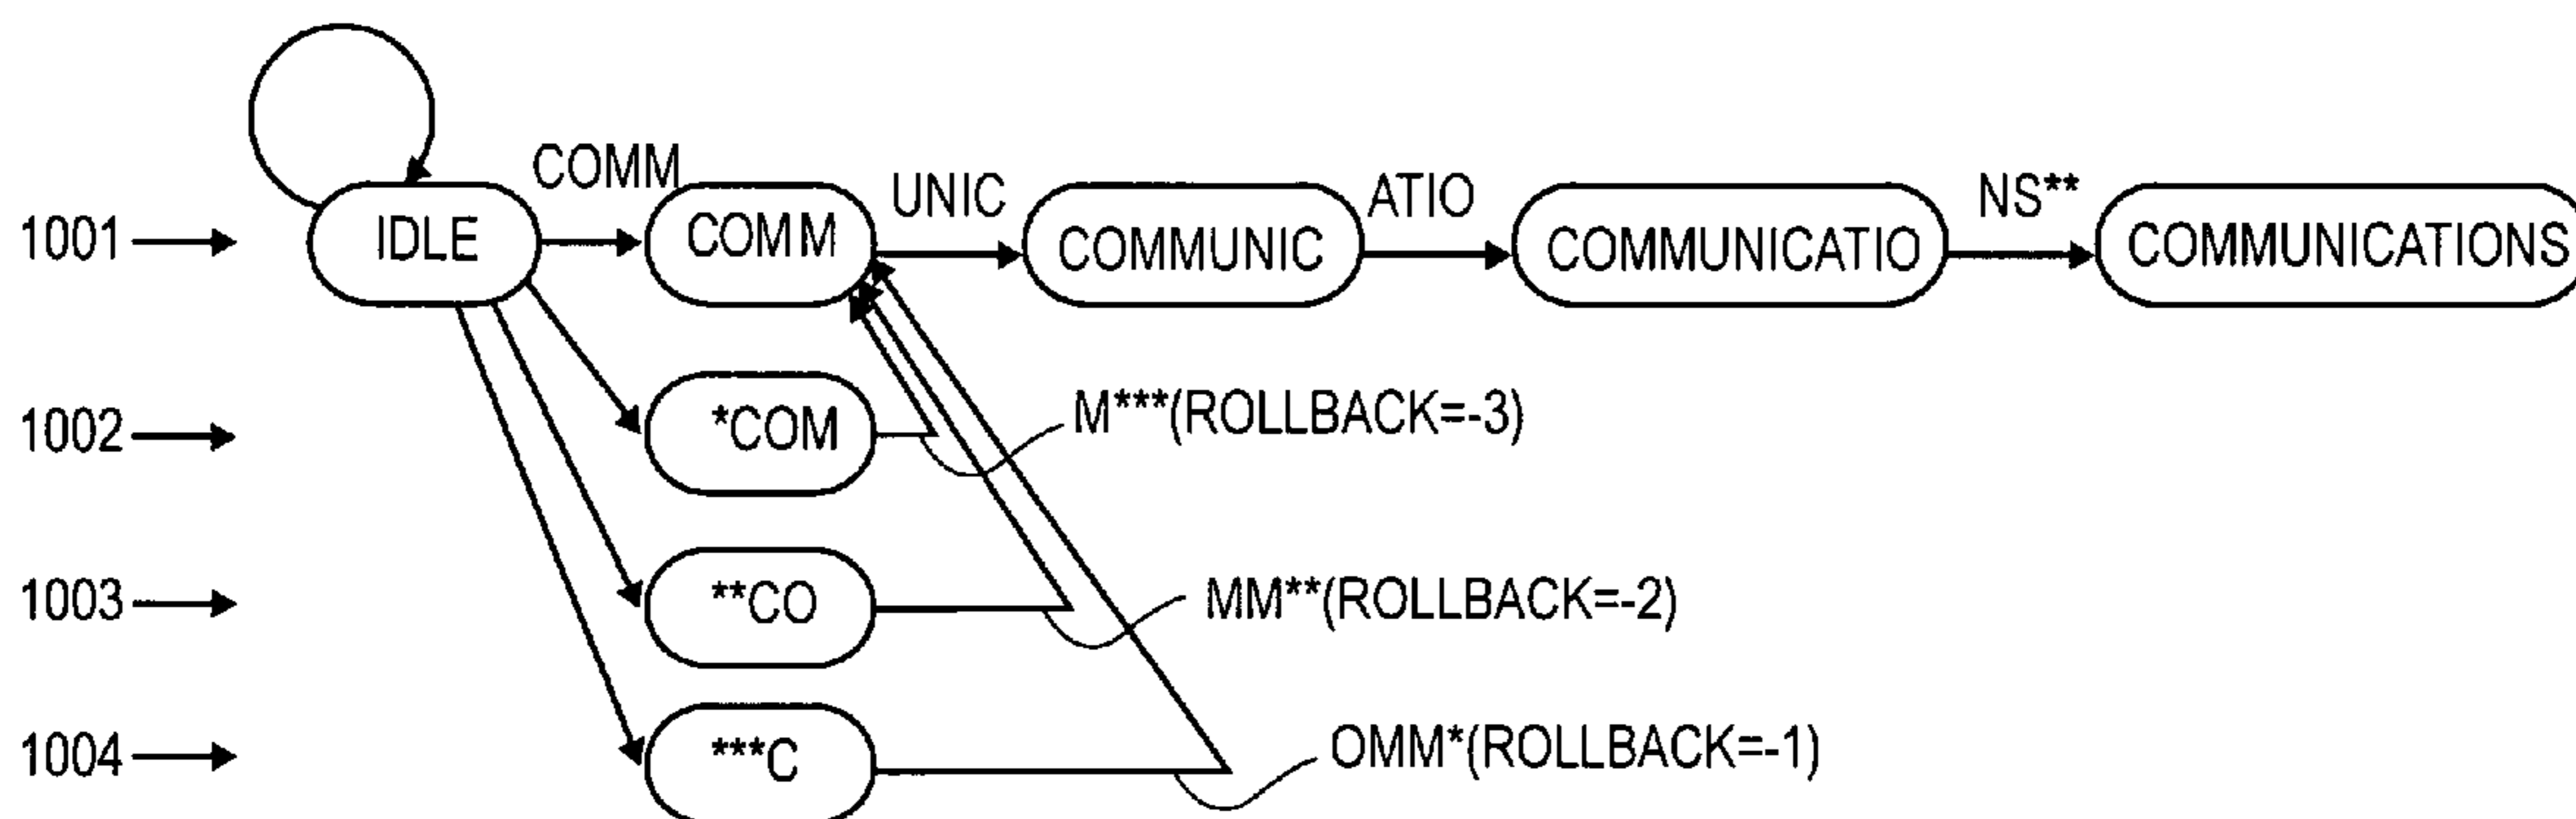 COMM
UNIC
ATIO
NS**
1001
IDLE
COMM
COMMUNIC
COMMUNICATIO
COMMUNICATIONS
1002
*COM
M***(ROLLBACK=-3)
1003
**CO
MM**(ROLLBACK=-2)
1004
***C
OMM*(ROLLBACK=-1)